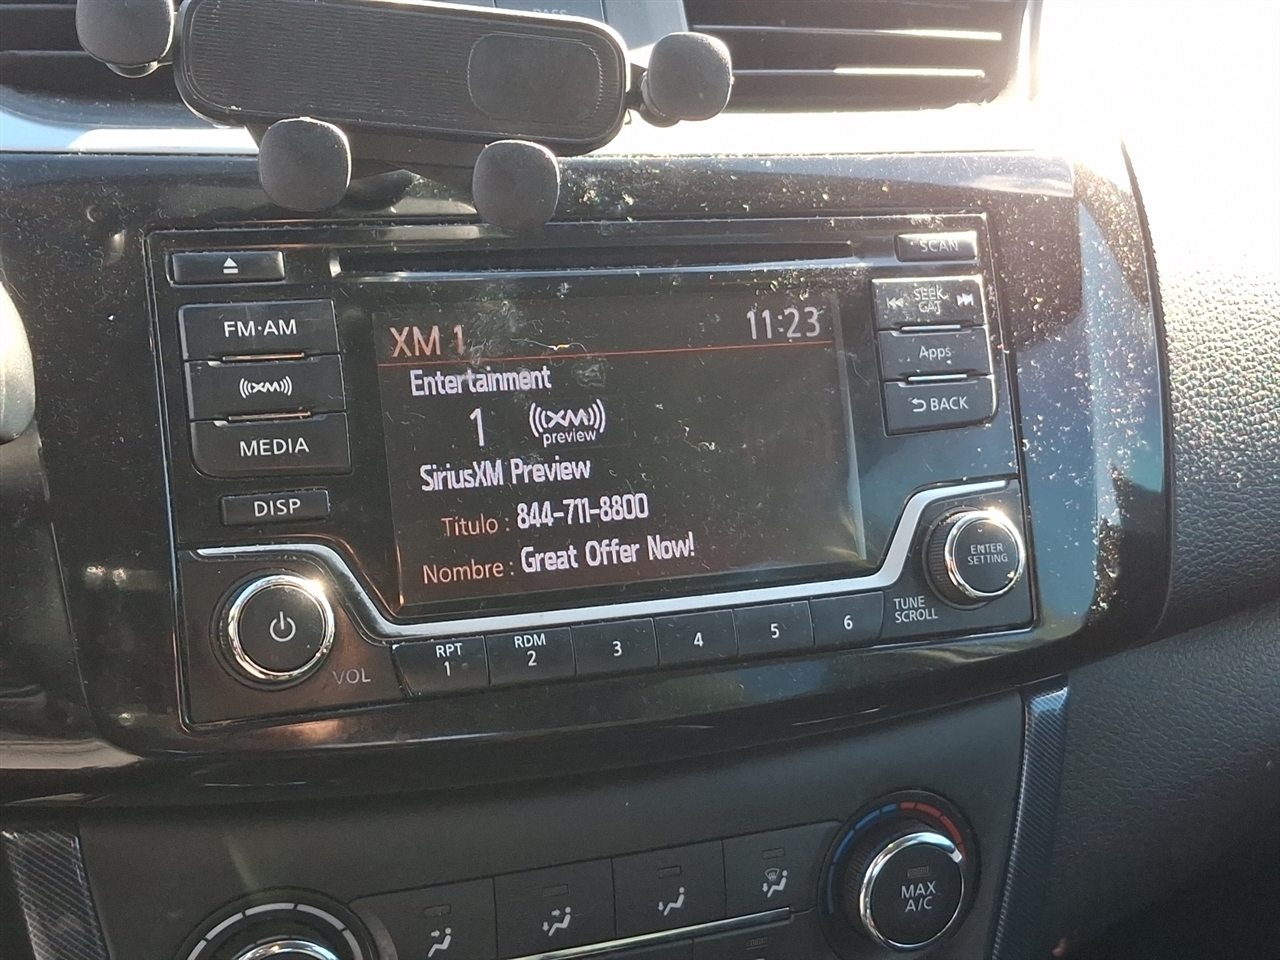 PASS
SCAN
SEEK
CAT
FM·AM
XM 1
11:23
Apps
Entertainment
((XM))
1
((XM))
preview
BACK
MEDIA
SiriusXM Preview
DISP
Titulo : 844-711-8800
Nombre : Great Offer Now!
ENTER
SETTING
TUNE
SCROLL
VOL
RPT
1
RDM
2
3
4
5
6
MAX
A/C